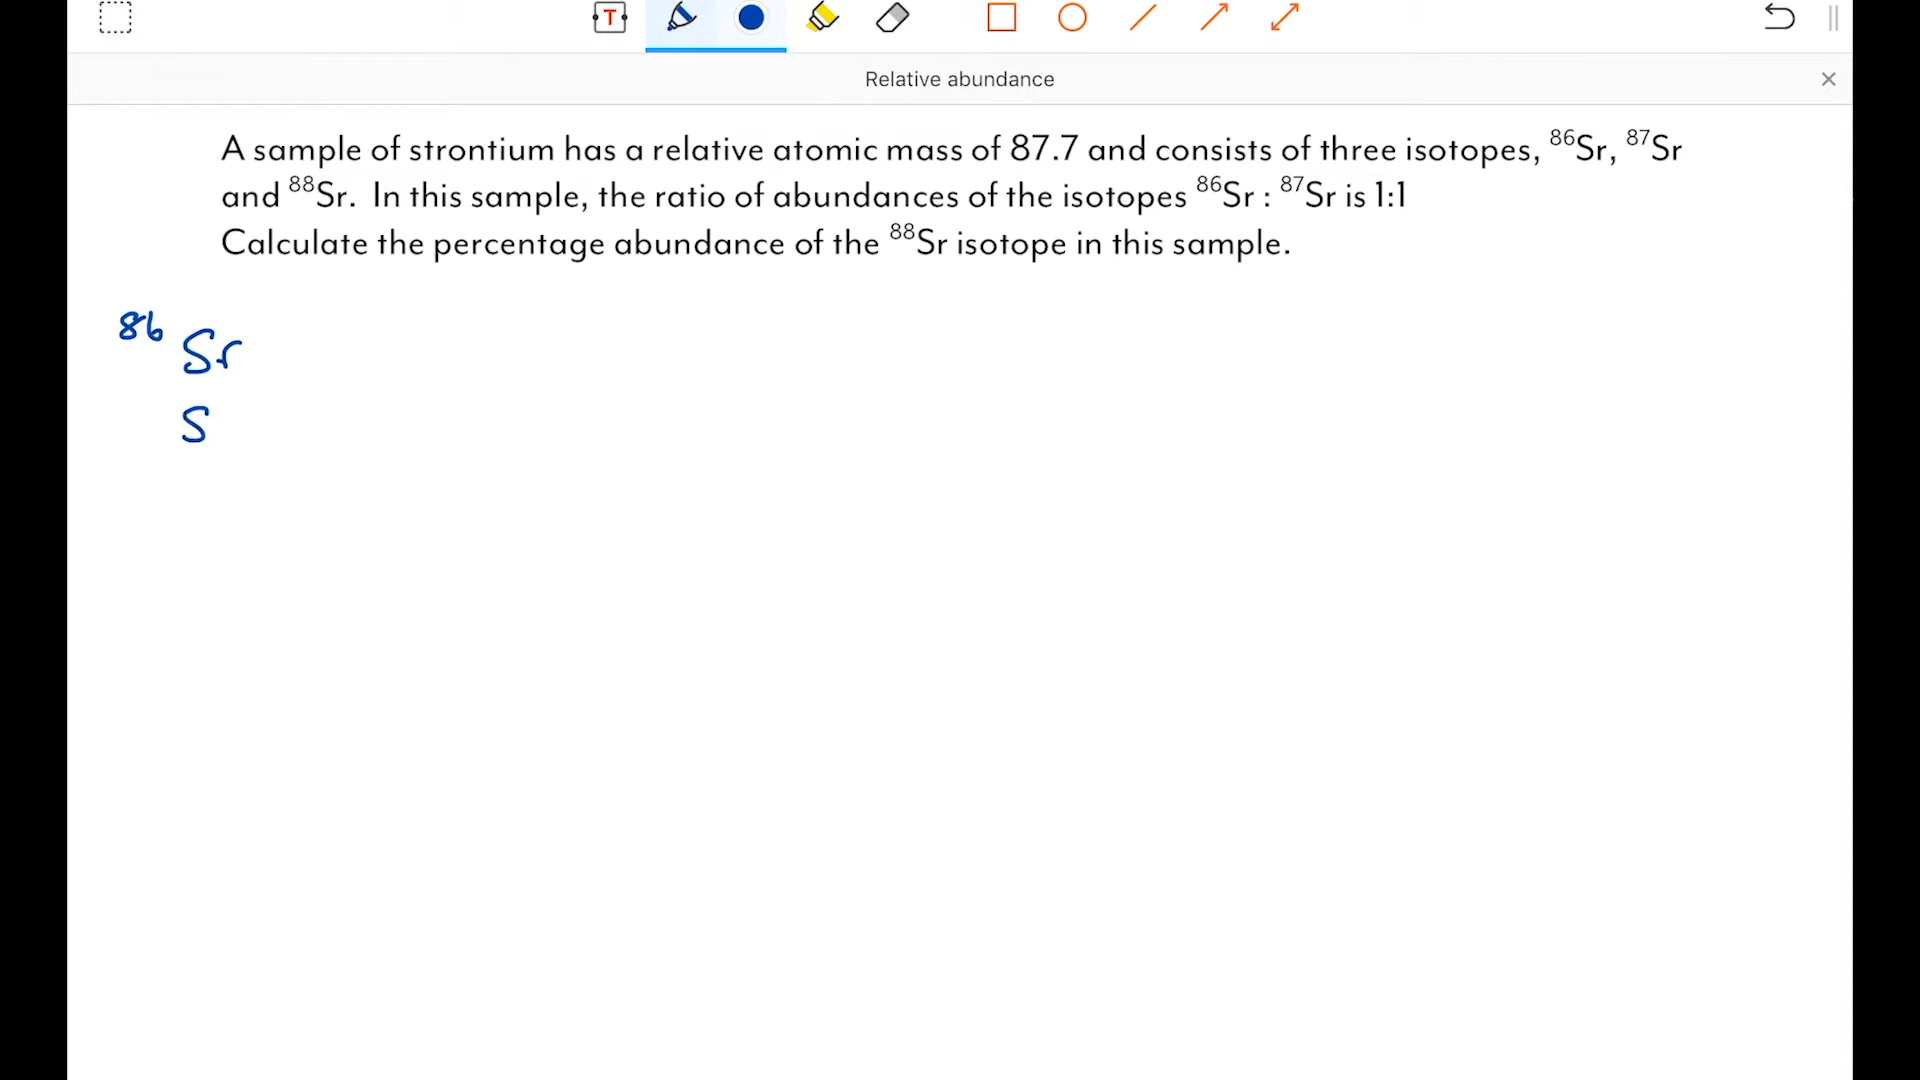 T
Relative abundance
A sample of strontium has a relative atomic mass of 87.7 and consists of three isotopes, ⁸⁶Sr, ⁸⁷Sr
and ⁸⁸Sr. In this sample, the ratio of abundances of the isotopes ⁸⁶Sr : ⁸⁷Sr is 1:1
Calculate the percentage abundance of the ⁸⁸Sr isotope in this sample.
⁸⁶Sr
S